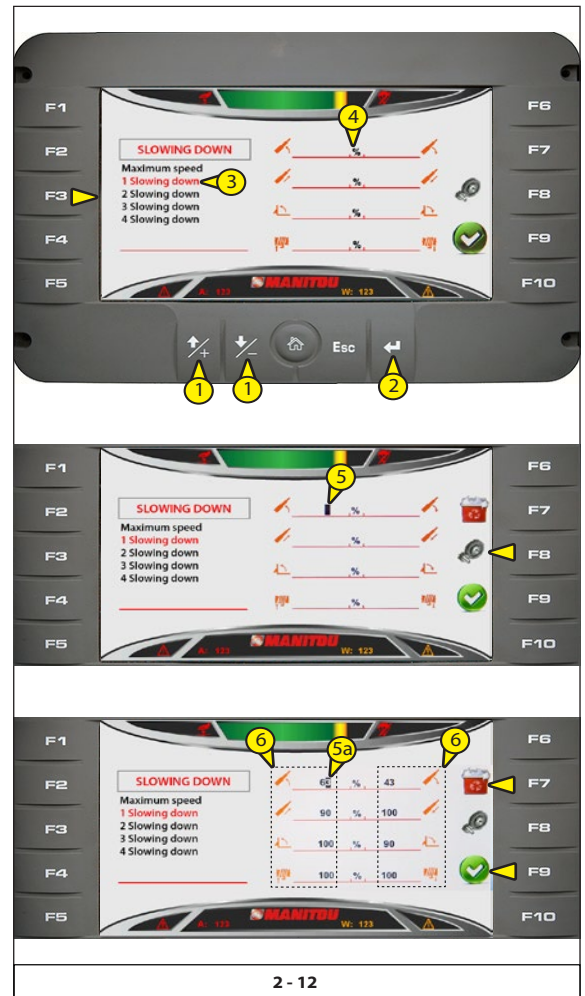 F1
F6
F2
F7
F3
F8
F4
F9
F5
F10
SLOWING DOWN
Maximum speed
1 Slowing down
2 Slowing down
3 Slowing down
4 Slowing down
3
4
%
%
%
%
A: 123
MANITOU
W: 123
+
−
Esc
1
1
2
F1
F6
F2
F7
F3
F8
F4
F9
F5
F10
SLOWING DOWN
Maximum speed
1 Slowing down
2 Slowing down
3 Slowing down
4 Slowing down
5
%
%
%
%
A: 123
MANITOU
W: 123
F1
F6
F2
F7
F3
F8
F4
F9
F5
F10
SLOWING DOWN
Maximum speed
1 Slowing down
2 Slowing down
3 Slowing down
4 Slowing down
6
5a
6
% 43
90 % 100
100 % 90
100 % 100
A: 123
MANITOU
W: 123
2 - 12